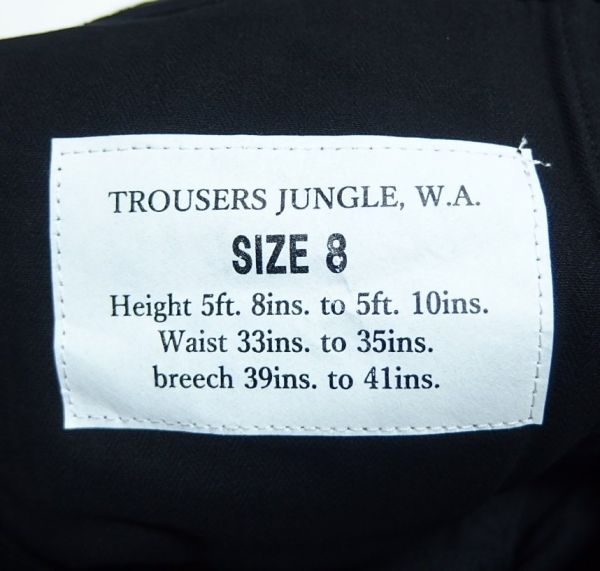 TROUSERS JUNGLE, W.A.
SIZE 8
Height 5ft. 8ins. to 5ft. 10ins.
Waist 33ins. to 35ins.
breech 39ins. to 41ins.